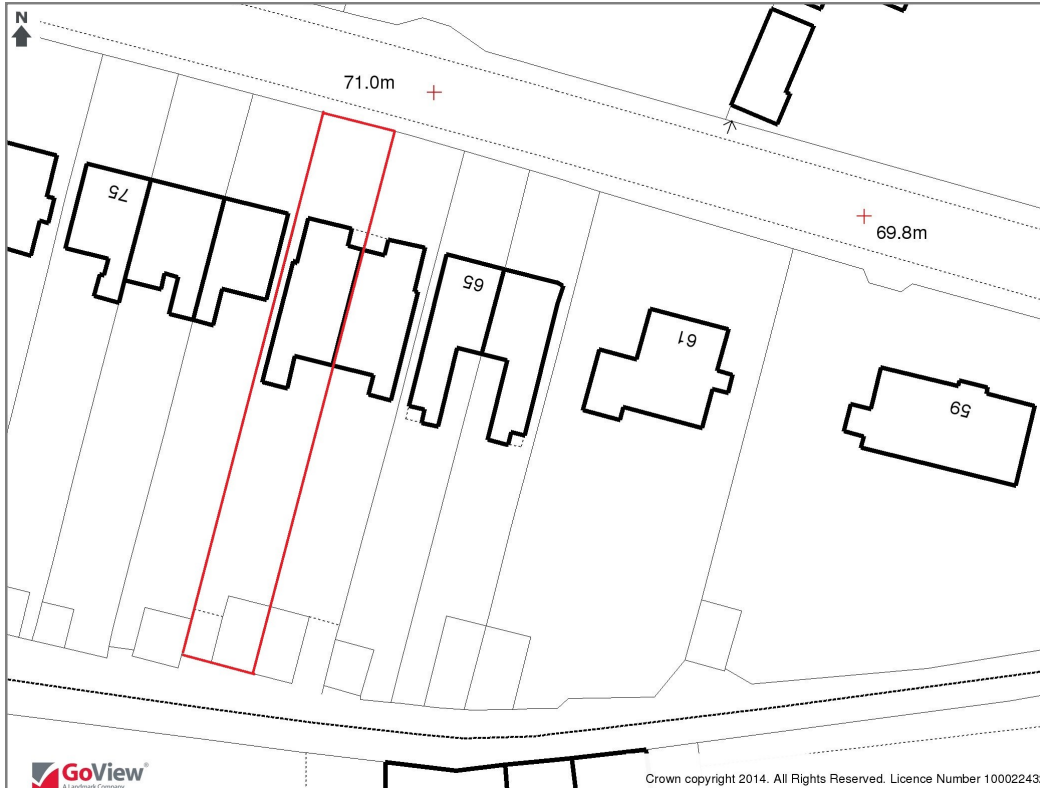 N
71.0m
69.8m
75
65
61
59
GoView®
A Landmark Company
Crown copyright 2014. All Rights Reserved. Licence Number 10002243